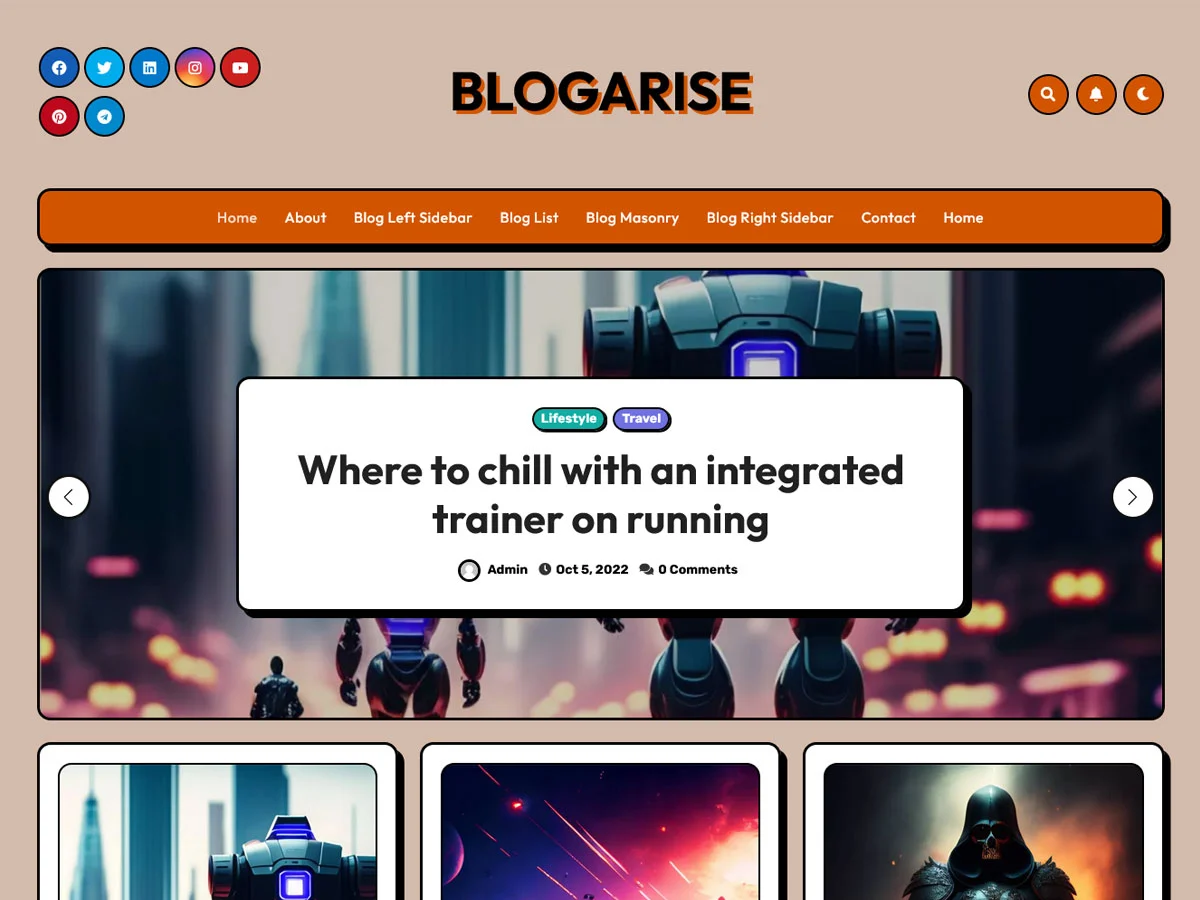 BLOGARISE
Home About Blog Left Sidebar Blog List Blog Masonry Blog Right Sidebar Contact Home
Lifestyle Travel
Where to chill with an integrated
trainer on running
Admin Oct 5, 2022 0 Comments